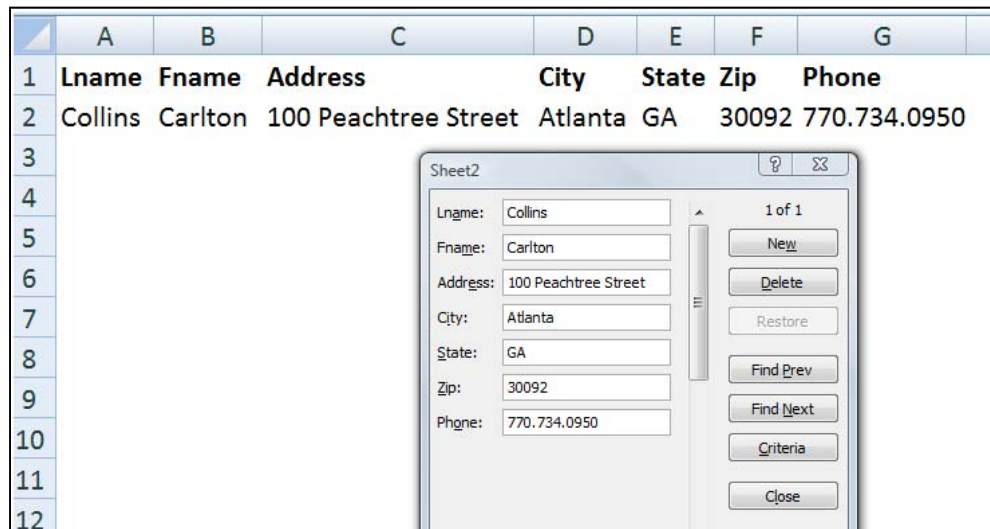 A B C D E F G
1 Lname Fname Address City State Zip Phone
2 Collins Carlton 100 Peachtree Street Atlanta GA 30092 770.734.0950
3
4
5
6
7
8
9
10
11
12
Sheet2 ?
Lname: Collins 1 of 1
Fname: Carlton New
Address: 100 Peachtree Street Delete
City: Atlanta Restore
State: GA
Find Prev
Zip: 30092
Find Next
Phone: 770.734.0950
Criteria
Close